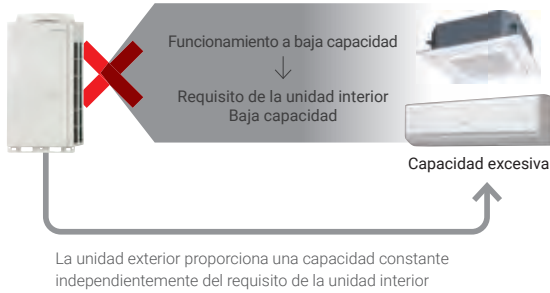 Funcionamiento a baja capacidad
Requisito de la unidad interior
Baja capacidad
Capacidad excesiva
La unidad exterior proporciona una capacidad constante
independientemente del requisito de la unidad interior